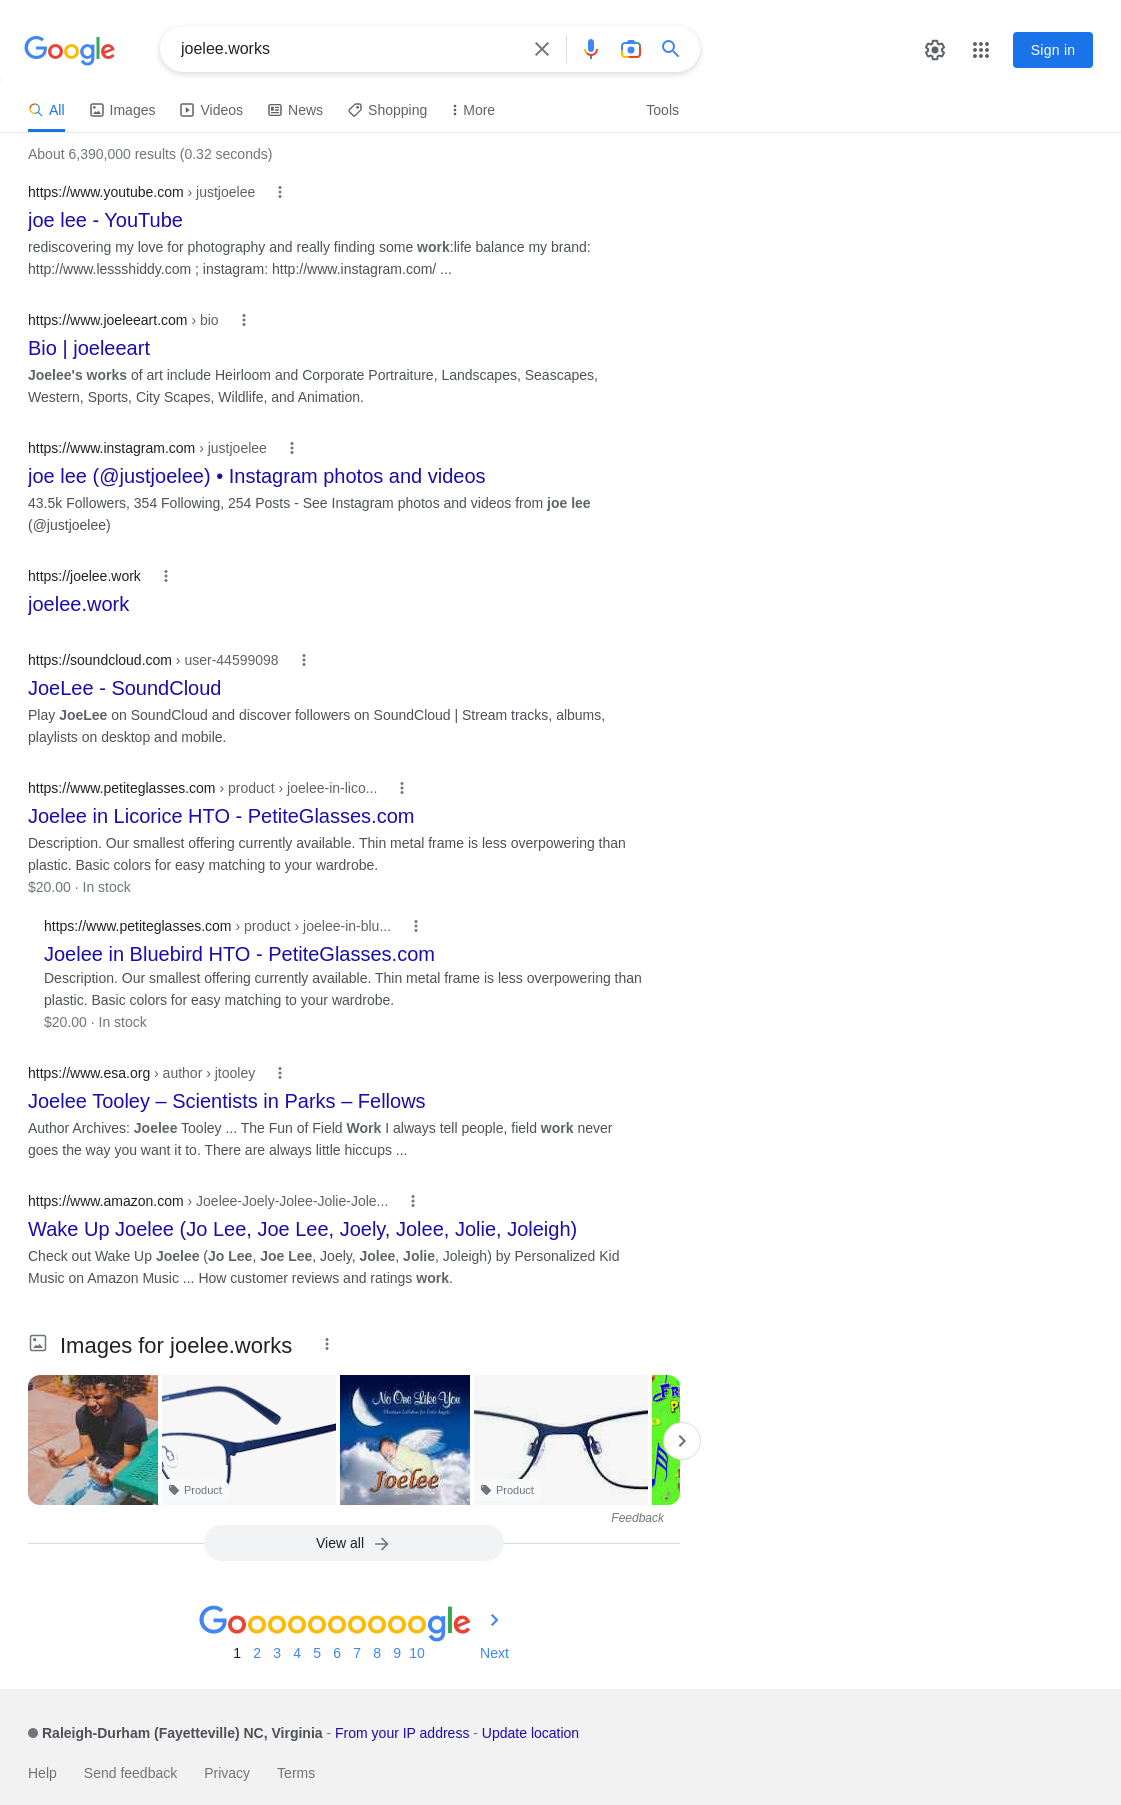 Google
joelee.works
Sign in
All
Images
Videos
News
Shopping
More
Tools
About 6,390,000 results (0.32 seconds)
https://www.youtube.com › justjoelee
joe lee - YouTube
rediscovering my love for photography and really finding some work:life balance my brand:
http://www.lessshiddy.com ; instagram: http://www.instagram.com/ ...
https://www.joeleeart.com › bio
Bio | joeleeart
Joelee's works of art include Heirloom and Corporate Portraiture, Landscapes, Seascapes,
Western, Sports, City Scapes, Wildlife, and Animation.
https://www.instagram.com › justjoelee
joe lee (@justjoelee) • Instagram photos and videos
43.5k Followers, 354 Following, 254 Posts - See Instagram photos and videos from joe lee
(@justjoelee)
https://joelee.work
joelee.work
https://soundcloud.com › user-44599098
JoeLee - SoundCloud
Play JoeLee on SoundCloud and discover followers on SoundCloud | Stream tracks, albums,
playlists on desktop and mobile.
https://www.petiteglasses.com › product › joelee-in-lico...
Joelee in Licorice HTO - PetiteGlasses.com
Description. Our smallest offering currently available. Thin metal frame is less overpowering than
plastic. Basic colors for easy matching to your wardrobe.
$20.00 · In stock
https://www.petiteglasses.com › product › joelee-in-blu...
Joelee in Bluebird HTO - PetiteGlasses.com
Description. Our smallest offering currently available. Thin metal frame is less overpowering than
plastic. Basic colors for easy matching to your wardrobe.
$20.00 · In stock
https://www.esa.org › author › jtooley
Joelee Tooley – Scientists in Parks – Fellows
Author Archives: Joelee Tooley ... The Fun of Field Work I always tell people, field work never
goes the way you want it to. There are always little hiccups ...
https://www.amazon.com › Joelee-Joely-Jolee-Jolie-Jole...
Wake Up Joelee (Jo Lee, Joe Lee, Joely, Jolee, Jolie, Joleigh)
Check out Wake Up Joelee (Jo Lee, Joe Lee, Joely, Jolee, Jolie, Joleigh) by Personalized Kid
Music on Amazon Music ... How customer reviews and ratings work.
Images for joelee.works
No One Like You
Joelee
Product
Product
Feedback
View all
Goooooooooogle
1 2 3 4 5 6 7 8 9 10 Next
Raleigh-Durham (Fayetteville) NC, Virginia - From your IP address - Update location
Help Send feedback Privacy Terms